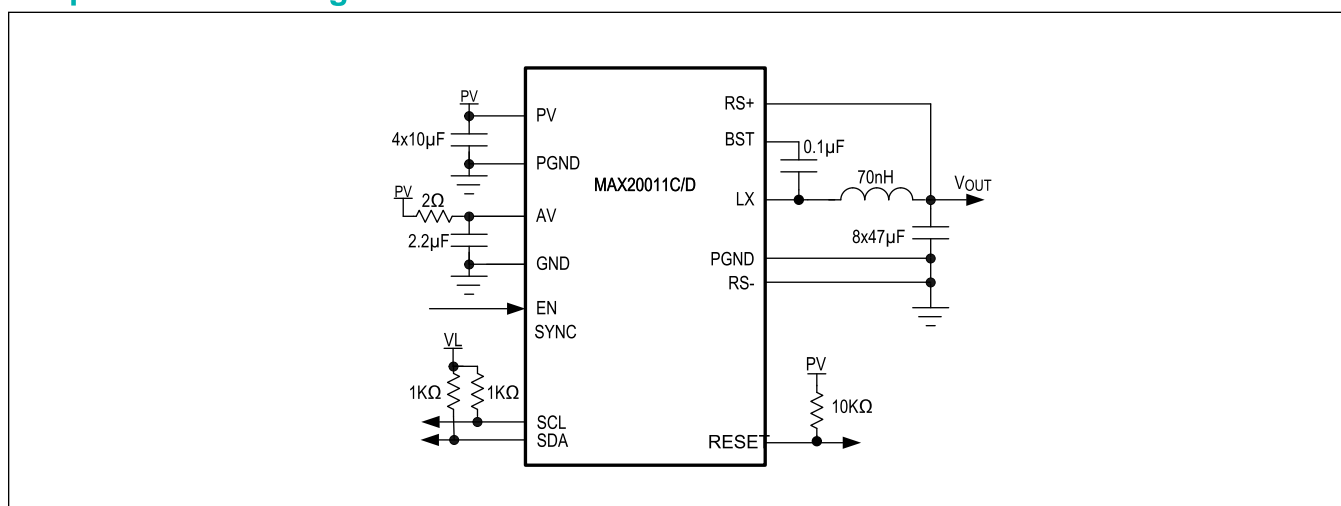 PV
PV
4x10µF
PGND
PV
2Ω
AV
2.2µF
GND
EN
SYNC
VL
1KΩ
1KΩ
SCL
SDA
MAX20011C/D
RS+
BST
0.1µF
70nH
LX
VOUT
8x47µF
PGND
RS-
PV
10KΩ
RESET